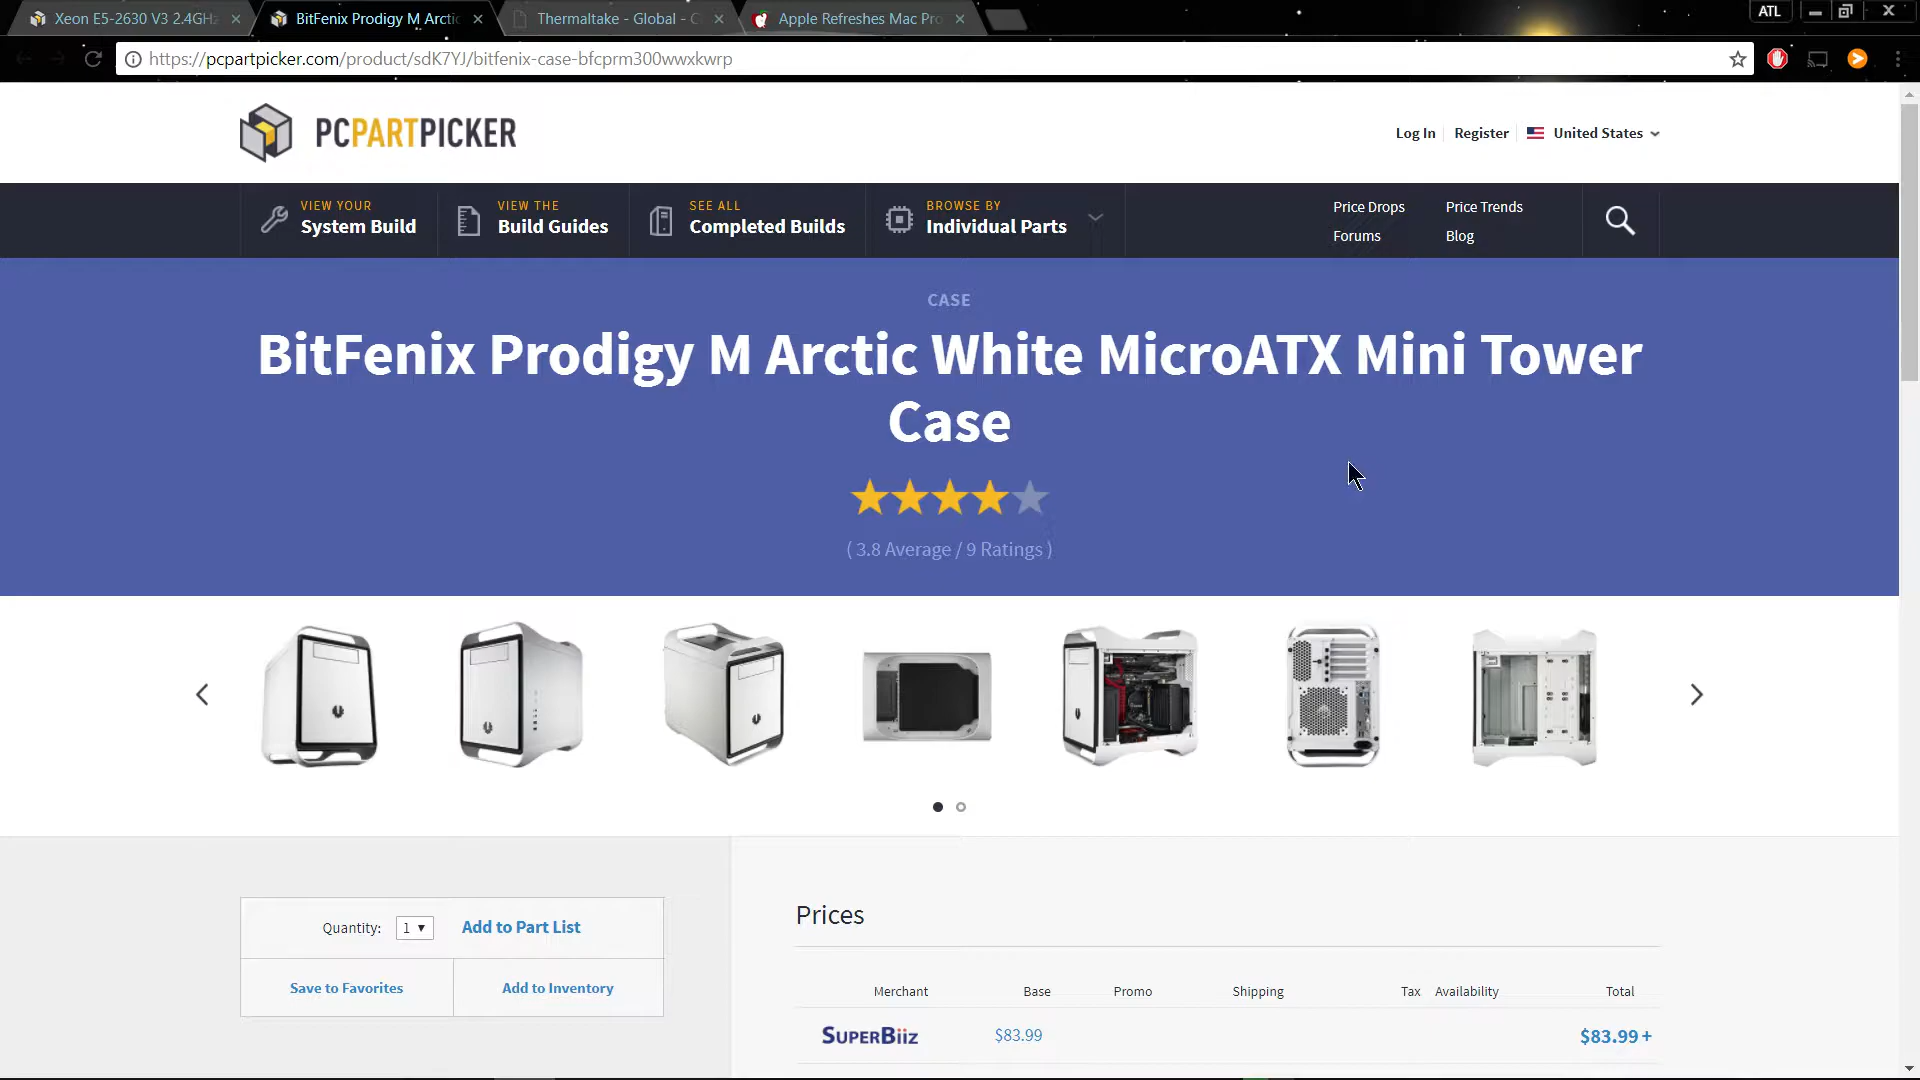 Xeon E5-2630 V3 2.4GHz
BitFenix Prodigy M Arctic
Thermaltake - Global - C
Apple Refreshes Mac Pro
ATL
https://pcpartpicker.com/product/sdK7YJ/bitfenix-case-bfcprm300wwxkwrp
PCPARTPICKER
Log In
Register
United States
VIEW YOUR
System Build
VIEW THE
Build Guides
SEE ALL
Completed Builds
BROWSE BY
Individual Parts
Price Drops
Price Trends
Forums
Blog
CASE
BitFenix Prodigy M Arctic White MicroATX Mini Tower
Case
( 3.8 Average / 9 Ratings )
Quantity: 1
Add to Part List
Save to Favorites
Add to Inventory
Prices
Merchant Base Promo Shipping Tax Availability Total
SUPERBiiz $83.99 $83.99+